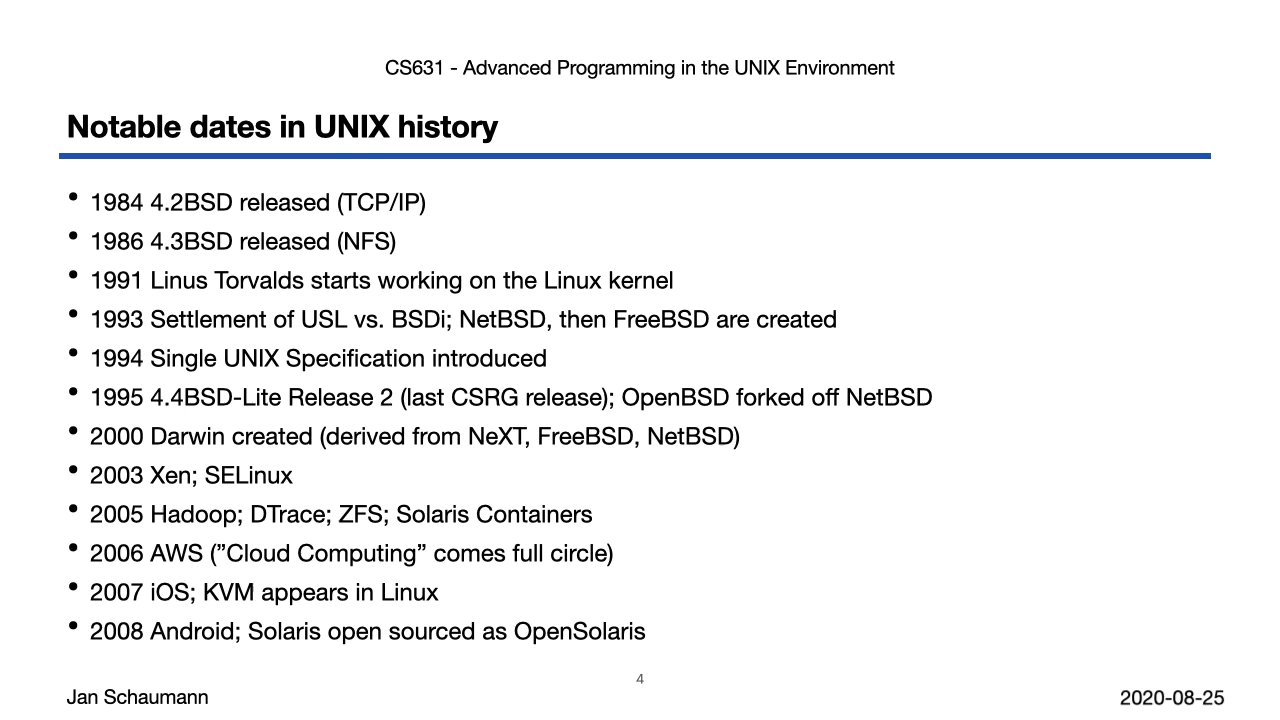 CS631 - Advanced Programming in the UNIX Environment
Notable dates in UNIX history
• 1984 4.2BSD released (TCP/IP)
• 1986 4.3BSD released (NFS)
• 1991 Linus Torvalds starts working on the Linux kernel
• 1993 Settlement of USL vs. BSDi; NetBSD, then FreeBSD are created
• 1994 Single UNIX Specification introduced
• 1995 4.4BSD-Lite Release 2 (last CSRG release); OpenBSD forked off NetBSD
• 2000 Darwin created (derived from NeXT, FreeBSD, NetBSD)
• 2003 Xen; SELinux
• 2005 Hadoop; DTrace; ZFS; Solaris Containers
• 2006 AWS (”Cloud Computing” comes full circle)
• 2007 iOS; KVM appears in Linux
• 2008 Android; Solaris open sourced as OpenSolaris
4
Jan Schaumann
2020-08-25